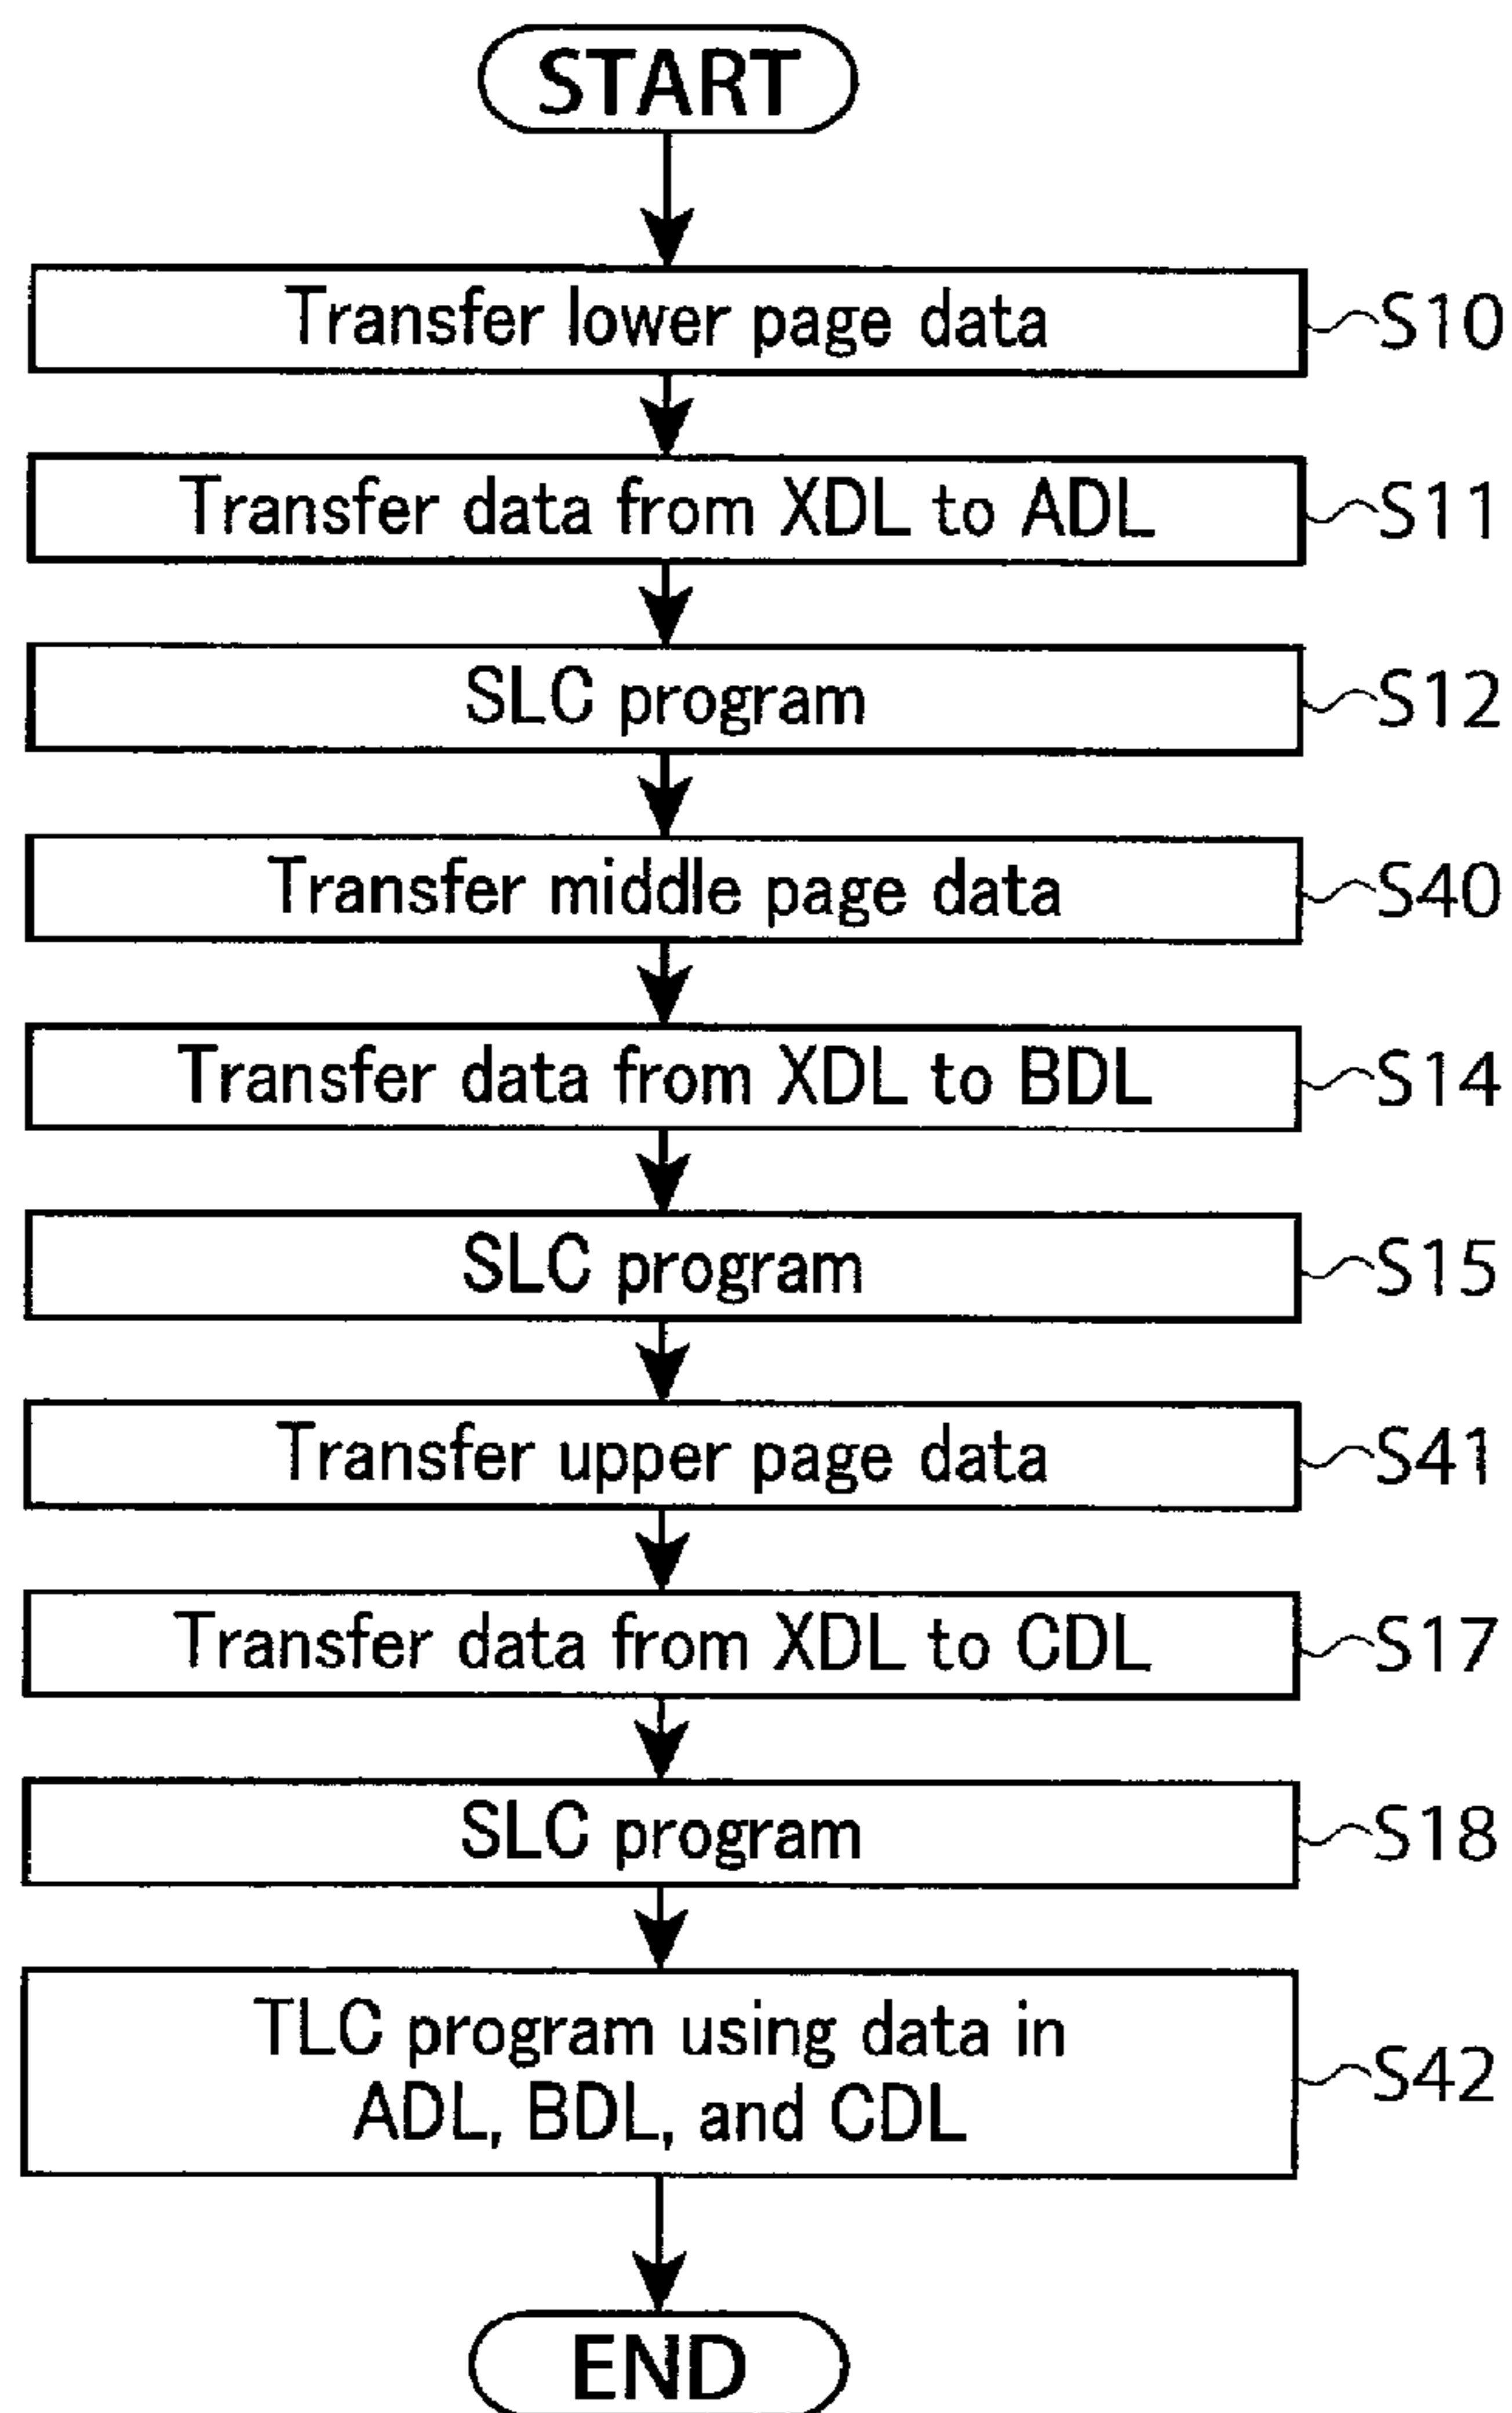 START
Transfer lower page data
S10
Transfer data from XDL to ADL
S11
SLC program
S12
Transfer middle page data
S40
Transfer data from XDL to BDL
S14
SLC program
S15
Transfer upper page data
S41
Transfer data from XDL to CDL
S17
SLC program
S18
TLC program using data in
ADL, BDL, and CDL
S42
END